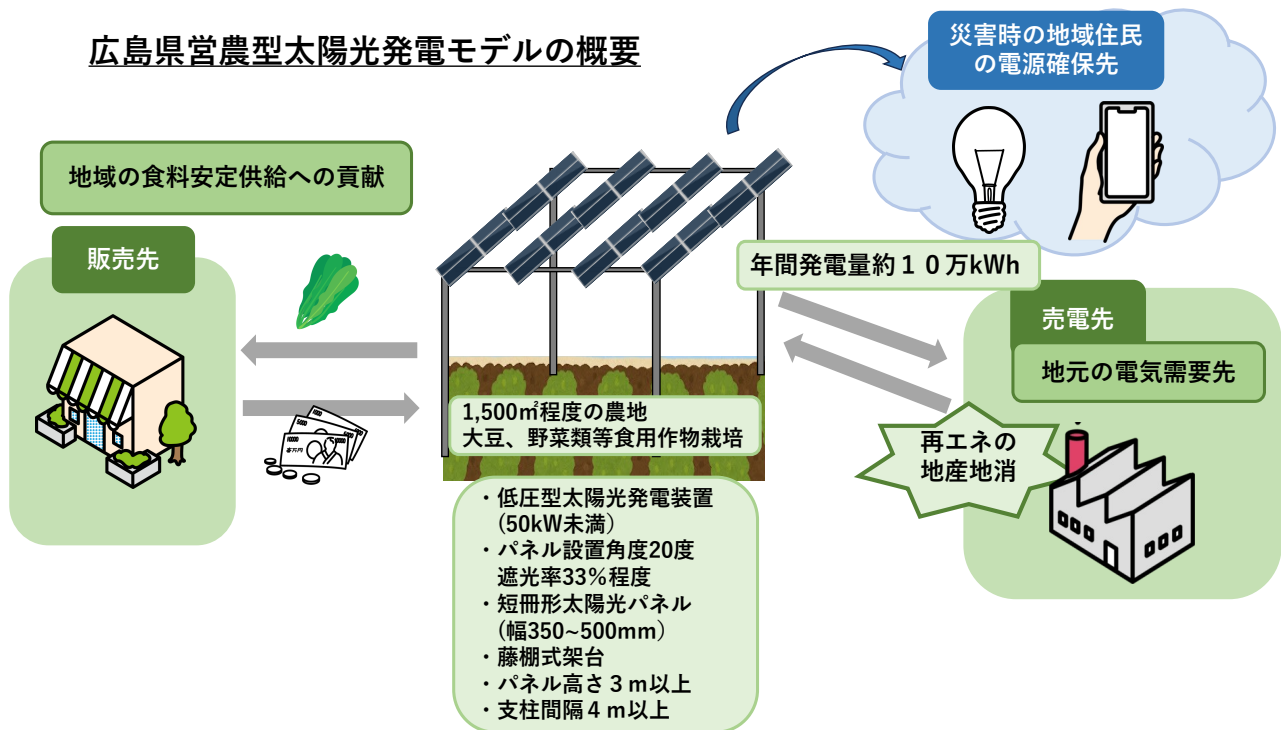 広島県営農型太陽光発電モデルの概要
災害時の地域住民
の電源確保先
地域の食料安定供給への貢献
販売先
年間発電量約１０万kWh
売電先
地元の電気需要先
再エネの
地産地消
1,500㎡程度の農地
大豆、野菜類等食用作物栽培
・低圧型太陽光発電装置
(50kW未満)
・パネル設置角度20度
遮光率33%程度
・短冊形太陽光パネル
(幅350~500mm)
・藤棚式架台
・パネル高さ３ｍ以上
・支柱間隔４ｍ以上
1000
5000
10000
壱万円